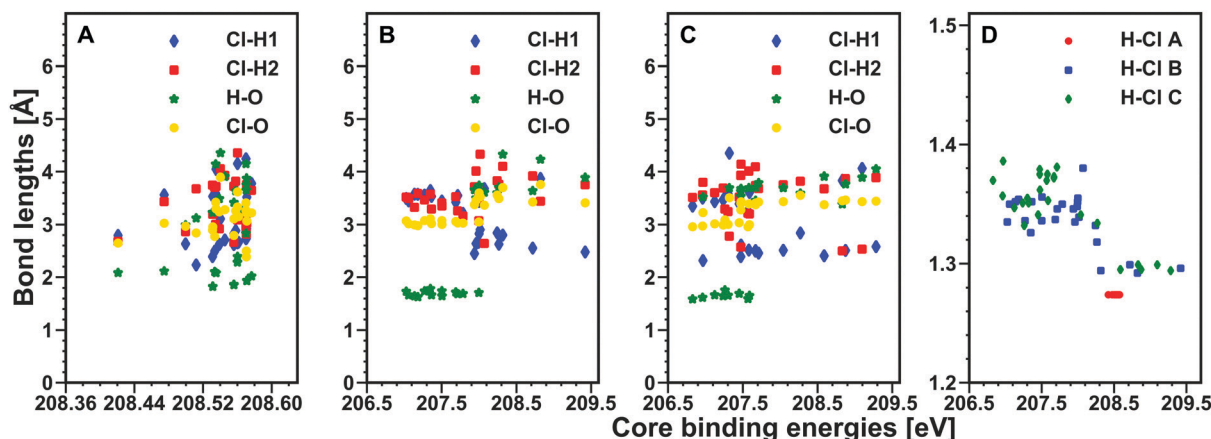 A
Cl-H1
Cl-H2
H-O
Cl-O
B
Cl-H1
Cl-H2
H-O
Cl-O
C
Cl-H1
Cl-H2
H-O
Cl-O
D
H-Cl A
H-Cl B
H-Cl C
Bond lengths [Å]
6
5
4
3
2
1
0
6
5
4
3
2
1
0
6
5
4
3
2
1
0
1.5
1.4
1.3
1.2
208.36 208.44 208.52 208.60
206.5 207.5 208.5 209.5
206.5 207.5 208.5 209.5
206.5 207.5 208.5 209.5
Core binding energies [eV]